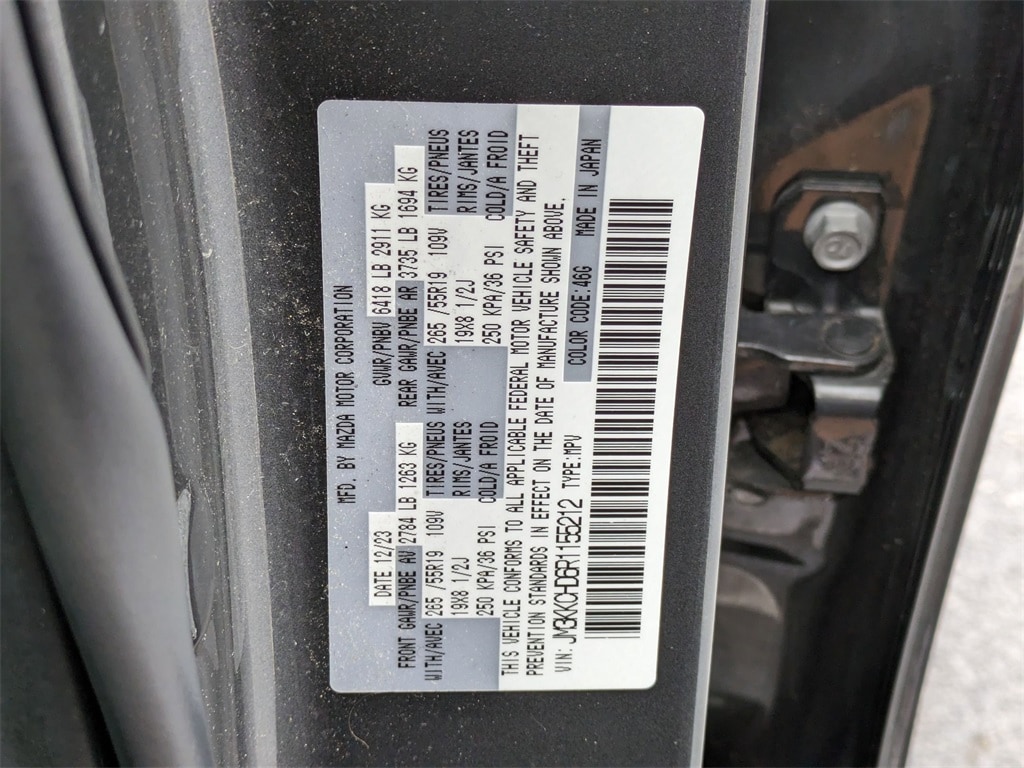 MFD. BY MAZDA MOTOR CORPORATION
DATE 12/23 GVWR/PNBV 6418 LB 2911 KG
FRONT GAWR/PNBE AV 2784 LB 1263 KG REAR GAWR/PNBE AR 3735 LB 1694 KG
WITH/AVEC 265 /55R19 109V TIRES/PNEUS WITH/AVEC 265 /55R19 109V TIRES/PNEUS
19X8 1/2J RIMS/JANTES 19X8 1/2J RIMS/JANTES
250 KPA/36 PSI COLD/A FROID 250 KPA/36 PSI COLD/A FROID
THIS VEHICLE CONFORMS TO ALL APPLICABLE FEDERAL MOTOR VEHICLE SAFETY AND THEFT
PREVENTION STANDARDS IN EFFECT ON THE DATE OF MANUFACTURE SHOWN ABOVE.
VIN: JM3KKCHD6R1155212 TYPE:MPV COLOR CODE:46G MADE IN JAPAN